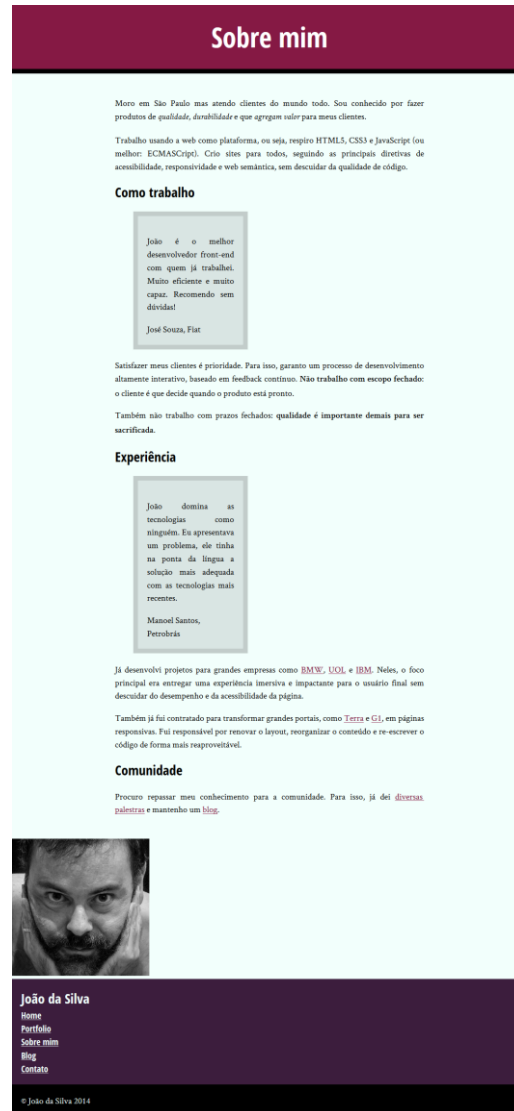 Sobre mim
Moro em São Paulo mas atendo clientes do mundo todo. Sou conhecido por fazer
produtos de qualidade, durabilidade e que agregam valor para meus clientes.
Trabalho usando a web como plataforma, ou seja, respiro HTML5, CSS3 e JavaScript (ou
melhor: ECMASCript). Crio sites para todos, seguindo as principais diretivas de
acessibilidade, responsividade e web semântica, sem descuidar da qualidade de código.
Como trabalho
João é o melhor
desenvolvedor front-end
com quem já trabalhei.
Muito eficiente e muito
capaz. Recomendo sem
dúvidas!
José Souza, Fiat
Satisfazer meus clientes é prioridade. Para isso, garanto um processo de desenvolvimento
altamente interativo, baseado em feedback contínuo. Não trabalho com escopo fechado:
o cliente é que decide quando o produto está pronto.
Também não trabalho com prazos fechados: qualidade é importante demais para ser
sacrificada.
Experiência
João domina as
tecnologias como
ninguém. Eu apresentava
um problema, ele tinha
na ponta da língua a
solução mais adequada
com as tecnologias mais
recentes.
Manoel Santos,
Petrobrás
Já desenvolvi projetos para grandes empresas como BMW, UOL e IBM. Neles, o foco
principal era entregar uma experiência imersiva e impactante para o usuário final sem
descuidar do desempenho e da acessibilidade da página.
Também já fui contratado para transformar grandes portais, como Terra e G1, em páginas
responsivas. Fui responsável por renovar o layout, reorganizar o conteúdo e re-escrever o
código de forma mais reaproveitável.
Comunidade
Procuro repassar meu conhecimento para a comunidade. Para isso, já dei diversas
palestras e mantenho um blog.
João da Silva
Home
Portfolio
Sobre mim
Blog
Contato
© João da Silva 2014